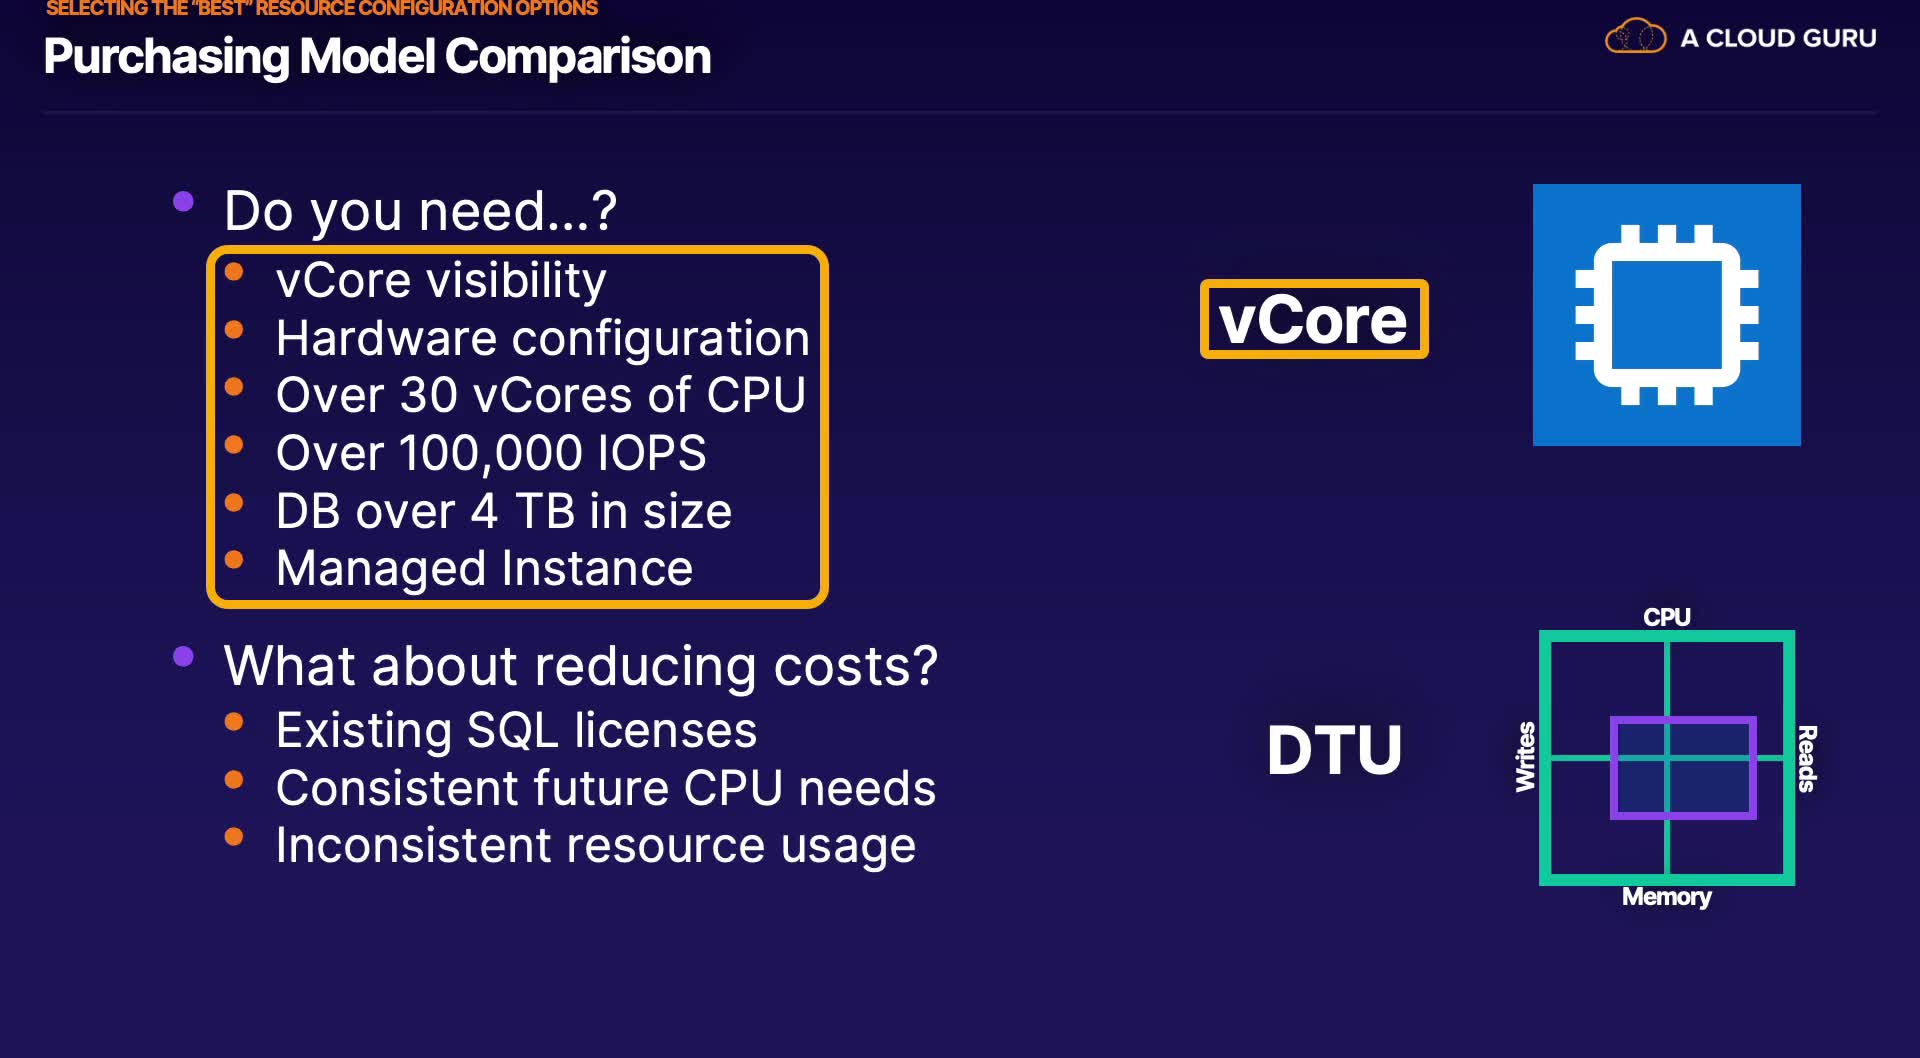 SELECTING THE “BEST” RESOURCE CONFIGURATION OPTIONS
Purchasing Model Comparison
A CLOUD GURU
Do you need...?
vCore visibility
Hardware configuration
Over 30 vCores of CPU
Over 100,000 IOPS
DB over 4 TB in size
Managed Instance
What about reducing costs?
Existing SQL licenses
Consistent future CPU needs
Inconsistent resource usage
vCore
DTU
CPU
Writes
Reads
Memory